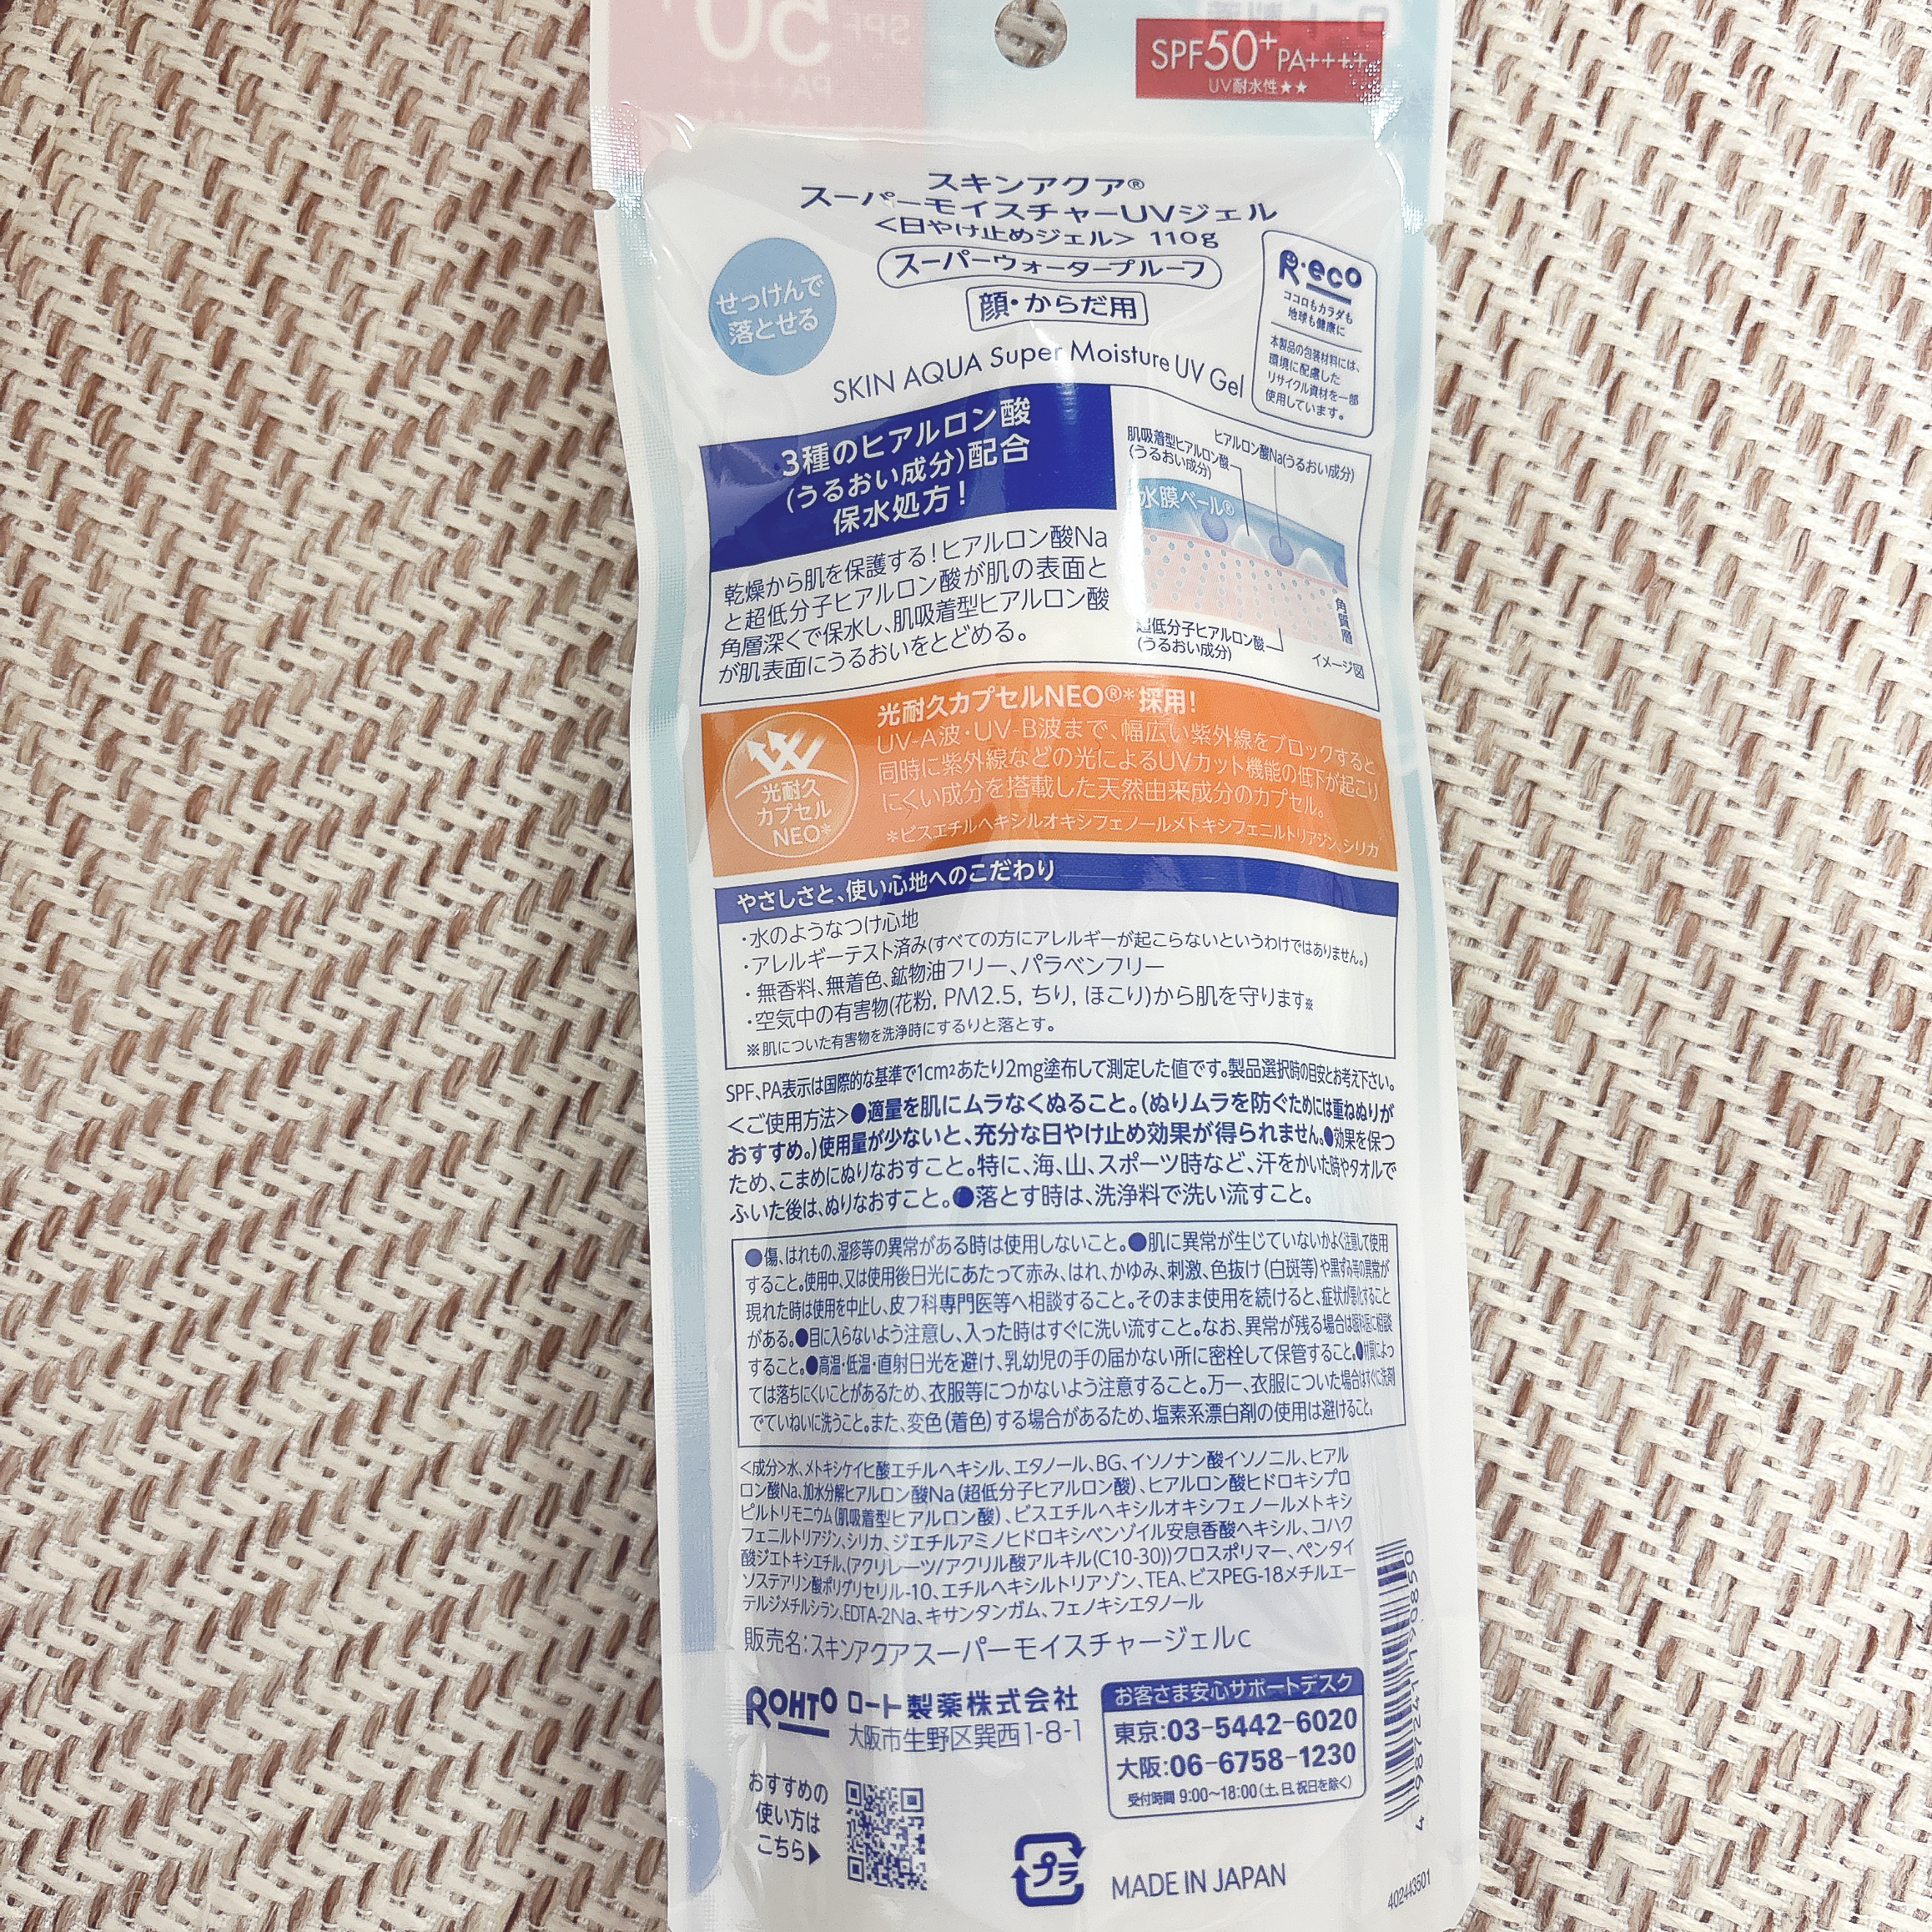 SPF50+ PA++++
UV耐水性★★
スキンアクア®
スーパーモイスチャーUVジェル
<日やけ止めジェル> 110g
スーパーウォータープルーフ
顔・からだ用
せっけんで
落とせる
R·eco
ココロもカラダも
地球も健康に
本製品の包装材料には、
環境に配慮した
リサイクル資材を一部
使用しています。
SKIN AQUA Super Moisture UV Gel
3種のヒアルロン酸
(うるおい成分)配合
保水処方!
乾燥から肌を保護する!ヒアルロン酸Na
と超低分子ヒアルロン酸が肌の表面と
角層深くで保水し、肌吸着型ヒアルロン酸
が肌表面にうるおいをとどめる。
肌吸着型ヒアルロン酸
(うるおい成分)
ヒアルロン酸Na(うるおい成分)
水膜ベール®
角質層
超低分子ヒアルロン酸
(うるおい成分)
イメージ図
光耐久
カプセル
NEO*
光耐久カプセルNEO®*採用!
UV-A波・UV-B波まで、幅広い紫外線をブロックすると
同時に紫外線などの光によるUVカット機能の低下が起こり
にくい成分を搭載した天然由来成分のカプセル。
*ビスエチルヘキシルオキシフェノールメトキシフェニルトリアジン、シリカ
やさしさと、使い心地へのこだわり
・水のようなつけ心地
・アレルギーテスト済み(すべての方にアレルギーが起こらないというわけではありません。)
・無香料、無着色、鉱物油フリー、パラベンフリー
・空気中の有害物(花粉, PM2.5, ちり, ほこり)から肌を守ります※
※肌についた有害物を洗浄時にするりと落とす。
SPF、PA表示は国際的な基準で1cm²あたり2mg塗布して測定した値です。製品選択時の目安とお考え下さい。
<ご使用方法>●適量を肌にムラなくぬること。(ぬりムラを防ぐためには重ねぬりが
おすすめ。)使用量が少ないと、充分な日やけ止め効果が得られません。●効果を保つ
ため、こまめにぬりなおすこと。特に、海、山、スポーツ時など、汗をかいた時やタオルで
ふいた後は、ぬりなおすこと。●落とす時は、洗浄料で洗い流すこと。
●傷、はれもの、湿疹等の異常がある時は使用しないこと。●肌に異常が生じていないかよく注意して使用
すること。使用中、又は使用後日光にあたって赤み、はれ、かゆみ、刺激、色抜け(白斑等)や黒ずみ等の異常が
現れた時は使用を中止し、皮フ科専門医等へ相談すること。そのまま使用を続けると、症状が悪化すること
がある。●目に入らないよう注意し、入った時はすぐに洗い流すこと。なお、異常が残る場合は眼科医に相談
すること。●高温・低温・直射日光を避け、乳幼児の手の届かない所に密栓して保管すること。●材質によっ
ては落ちにくいことがあるため、衣服等につかないよう注意すること。万一、衣服についた場合はすぐに洗剤
でていねいに洗うこと。また、変色(着色)する場合があるため、塩素系漂白剤の使用は避けること。
<成分>水、メトキシケイヒ酸エチルヘキシル、エタノール、BG、イソノナン酸イソノニル、ヒアル
ロン酸Na、加水分解ヒアルロン酸Na(超低分子ヒアルロン酸)、ヒアルロン酸ヒドロキシプロ
ピルトリモニウム(肌吸着型ヒアルロン酸)、ビスエチルヘキシルオキシフェノールメトキシ
フェニルトリアジン、シリカ、ジエチルアミノヒドロキシベンゾイル安息香酸ヘキシル、コハク
酸ジエトキシエチル、(アクリレーツ/アクリル酸アルキル(C10-30))クロスポリマー、ペンタイ
ソステアリン酸ポリグリセリル-10、エチルヘキシルトリアゾン、TEA、ビスPEG-18メチルエー
テルジメチルシラン、EDTA-2Na、キサンタンガム、フェノキシエタノール
販売名:スキンアクアスーパーモイスチャージェルc
ROHTO ロート製薬株式会社
大阪市生野区巽西1-8-1
お客さま安心サポートデスク
東京:03-5442-6020
大阪:06-6758-1230
受付時間 9:00~18:00(土、日、祝日を除く)
おすすめの
使い方は
こちら▶
プラ
MADE IN JAPAN
402443501